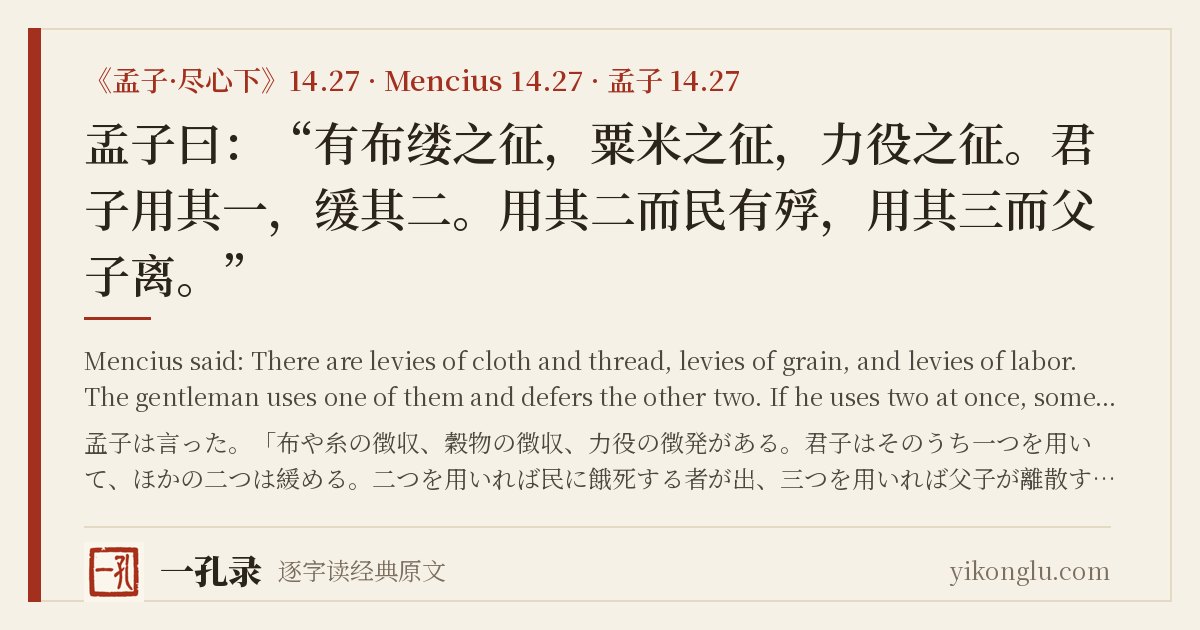 《孟子·尽心下》14.27 · Mencius 14.27 · 孟子 14.27
孟子曰：“有布缕之征，粟米之征，力役之征。君
子用其一，缓其二。用其二而民有殍，用其三而父
子离。”
Mencius said: There are levies of cloth and thread, levies of grain, and levies of labor.
The gentleman uses one of them and defers the other two. If he uses two at once, some...
孟子は言った。「布や糸の徴収、穀物の徴収、力役の徴発がある。君子はそのうち一つを用い
て、ほかの二つは緩める。二つを用いれば民に餓死する者が出、三つを用いれば父子が離散す…
一孔
一孔录 逐字读经典原文
yikonglu.com